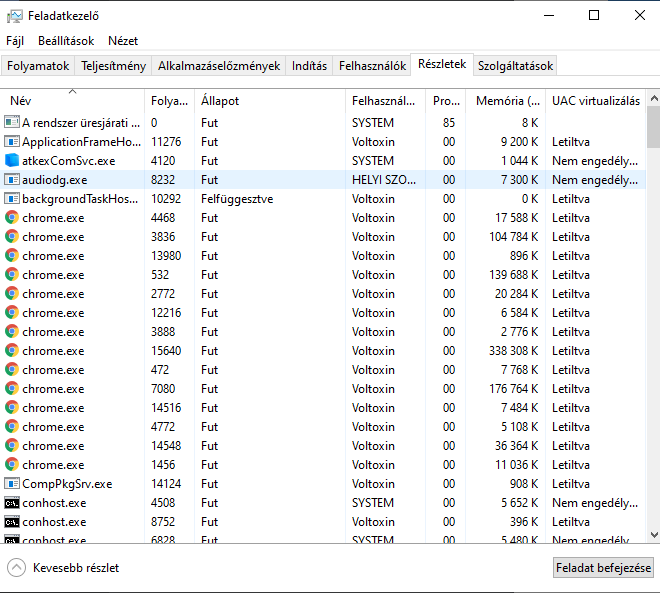 Feladatkezelő
Fájl Beállítások Nézet
Folyamatok Teljesítmény Alkalmazáselőzmények Indítás Felhasználók Részletek Szolgáltatások
Név Folya... Állapot Felhasznál... Pro... Memória (... UAC virtualizálás
A rendszer üresjárati ... 0 Fut SYSTEM 85 8 K
ApplicationFrameHo... 11276 Fut Voltoxin 00 9 200 K Letiltva
atkexComSvc.exe 4120 Fut SYSTEM 00 1 044 K Nem engedély...
audiodg.exe 8232 Fut HELYI SZO... 00 7 300 K Nem engedély...
backgroundTaskHos... 10292 Felfüggesztve Voltoxin 00 0 K Letiltva
chrome.exe 4468 Fut Voltoxin 00 17 588 K Letiltva
chrome.exe 3836 Fut Voltoxin 00 104 784 K Letiltva
chrome.exe 13980 Fut Voltoxin 00 896 K Letiltva
chrome.exe 532 Fut Voltoxin 00 139 688 K Letiltva
chrome.exe 2772 Fut Voltoxin 00 20 284 K Letiltva
chrome.exe 12216 Fut Voltoxin 00 6 584 K Letiltva
chrome.exe 3888 Fut Voltoxin 00 2 776 K Letiltva
chrome.exe 15640 Fut Voltoxin 00 338 308 K Letiltva
chrome.exe 472 Fut Voltoxin 00 7 768 K Letiltva
chrome.exe 7080 Fut Voltoxin 00 176 764 K Letiltva
chrome.exe 14516 Fut Voltoxin 00 7 484 K Letiltva
chrome.exe 4772 Fut Voltoxin 00 5 108 K Letiltva
chrome.exe 14548 Fut Voltoxin 00 36 364 K Letiltva
chrome.exe 1456 Fut Voltoxin 00 11 036 K Letiltva
CompPkgSrv.exe 14124 Fut Voltoxin 00 908 K Letiltva
conhost.exe 4508 Fut SYSTEM 00 5 652 K Nem engedély...
conhost.exe 8752 Fut Voltoxin 00 396 K Letiltva
conhost.exe 6828 Fut SYSTEM 00 5 480 K Nem engedély...
Kevesebb részlet Feladat befejezése